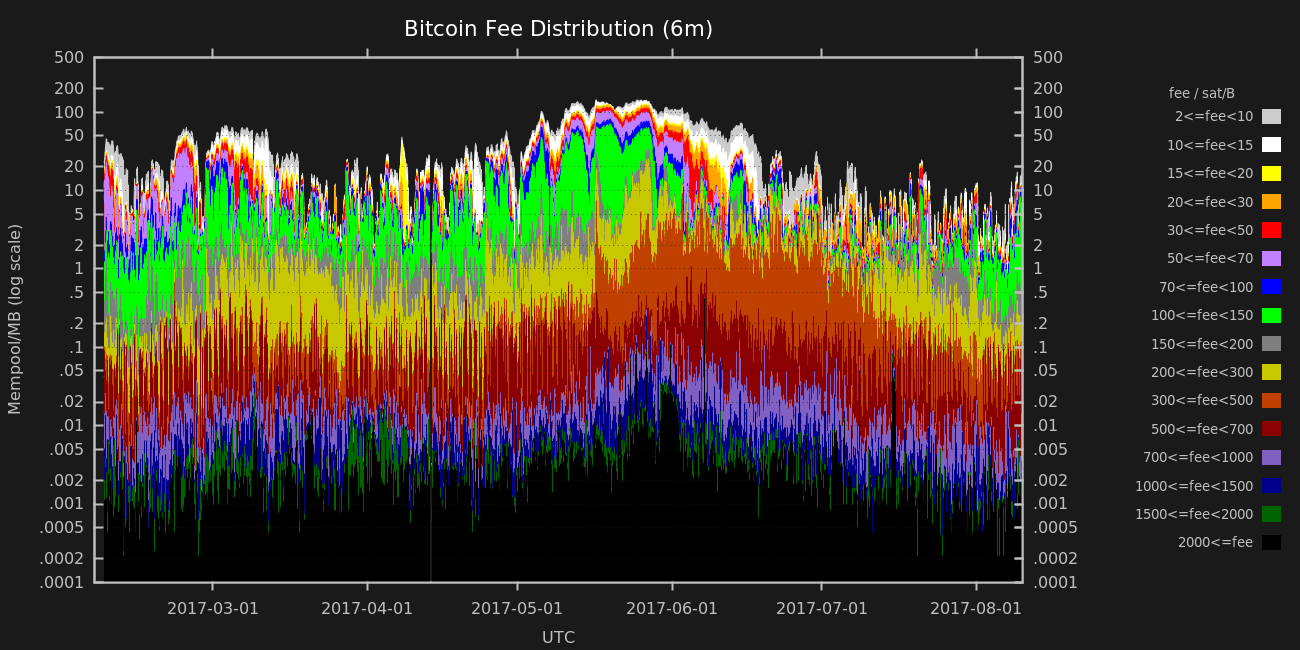 Bitcoin Fee Distribution (6m)
Mempool/MB (log scale)
500
200
100
50
20
10
5
2
1
.5
.2
.1
.05
.02
.01
.005
.002
.001
.0005
.0002
.0001
500
200
100
50
20
10
5
2
1
.5
.2
.1
.05
.02
.01
.005
.002
.001
.0005
.0002
.0001
2017-03-01 2017-04-01 2017-05-01 2017-06-01 2017-07-01 2017-08-01
UTC
fee / sat/B
2<=fee<10
10<=fee<15
15<=fee<20
20<=fee<30
30<=fee<50
50<=fee<70
70<=fee<100
100<=fee<150
150<=fee<200
200<=fee<300
300<=fee<500
500<=fee<700
700<=fee<1000
1000<=fee<1500
1500<=fee<2000
2000<=fee